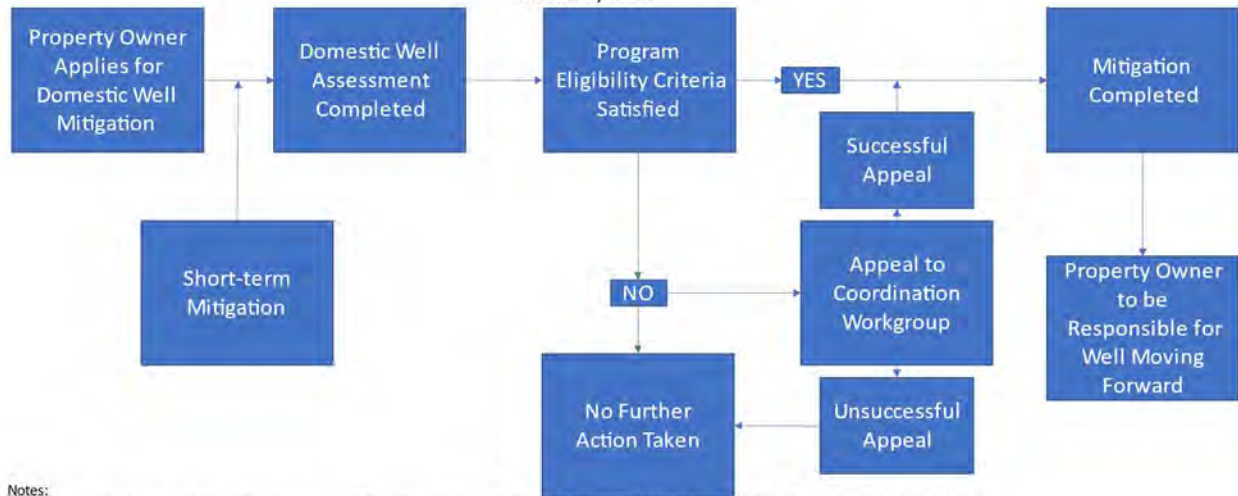 Property Owner
Applies for
Domestic Well
Mitigation
Domestic Well
Assessment
Completed
Program
Eligibility Criteria
Satisfied
YES
Mitigation
Completed
Successful
Appeal
Short-term
Mitigation
NO
Appeal to
Coordination
Workgroup
Property Owner
to be
Responsible for
Well Moving
Forward
No Further
Action Taken
Unsuccessful
Appeal
Notes: